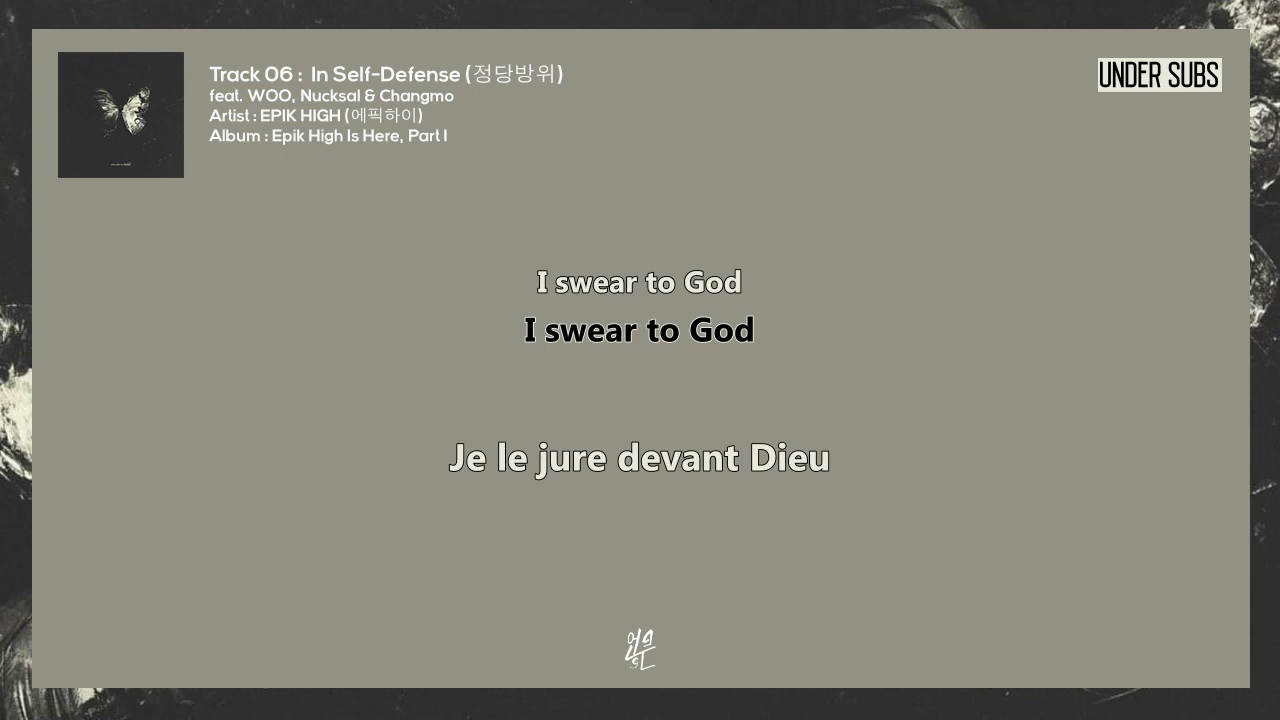 Track 06 : In Self-Defense (정당방위)
feat. WOO, Nucksal & Changmo
Artist : EPIK HIGH (에픽하이)
Album : Epik High Is Here, Part I
UNDER SUBS
I swear to God
I swear to God
Je le jure devant Dieu